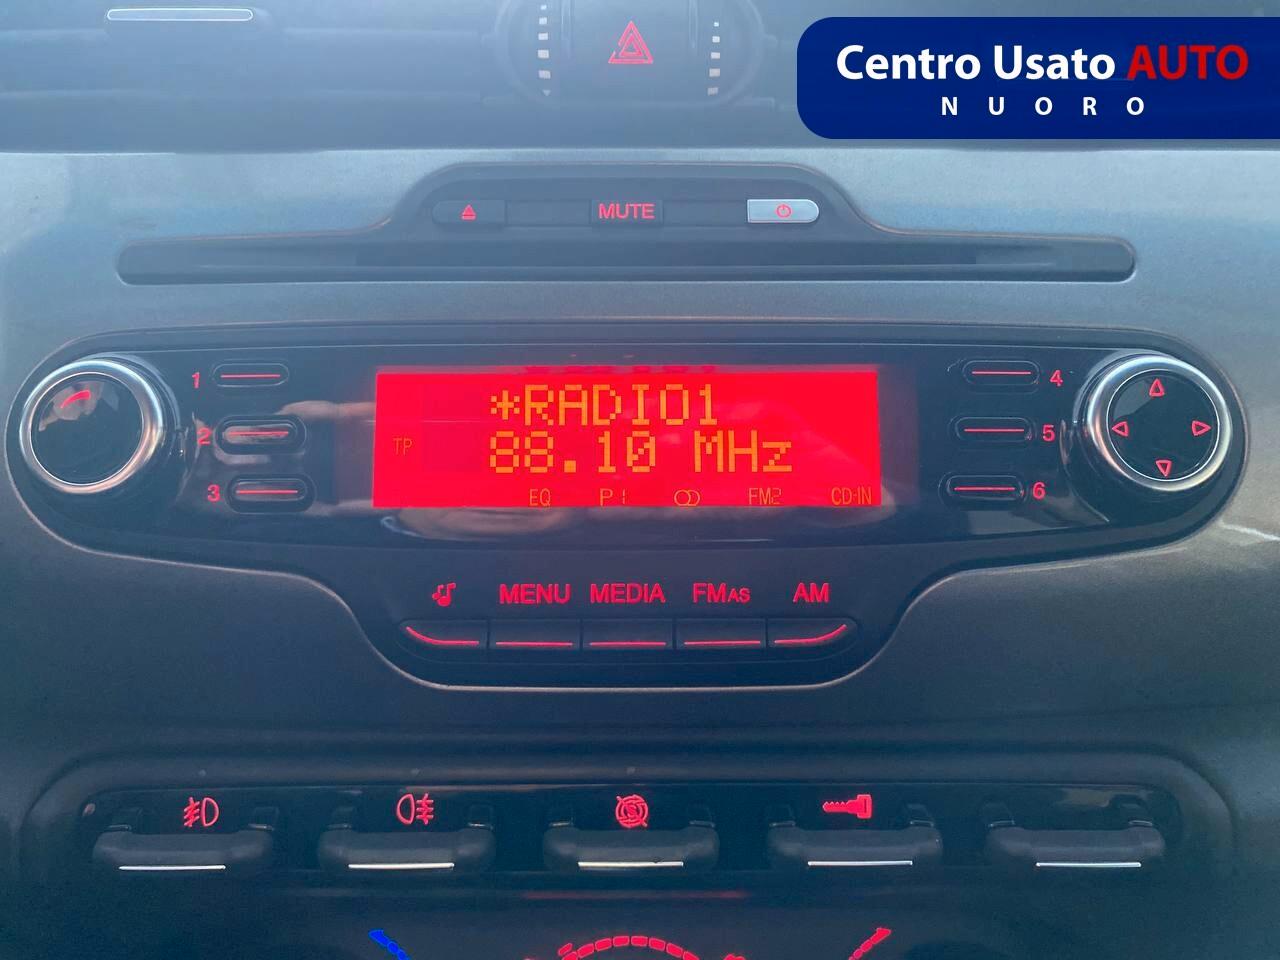 Centro Usato AUTO
NUORO
MUTE
1
2
3
4
5
6
*RADIO1
TP
88.10 MHz
EQ P1 FM2 CD-IN
MENU MEDIA FMAS AM